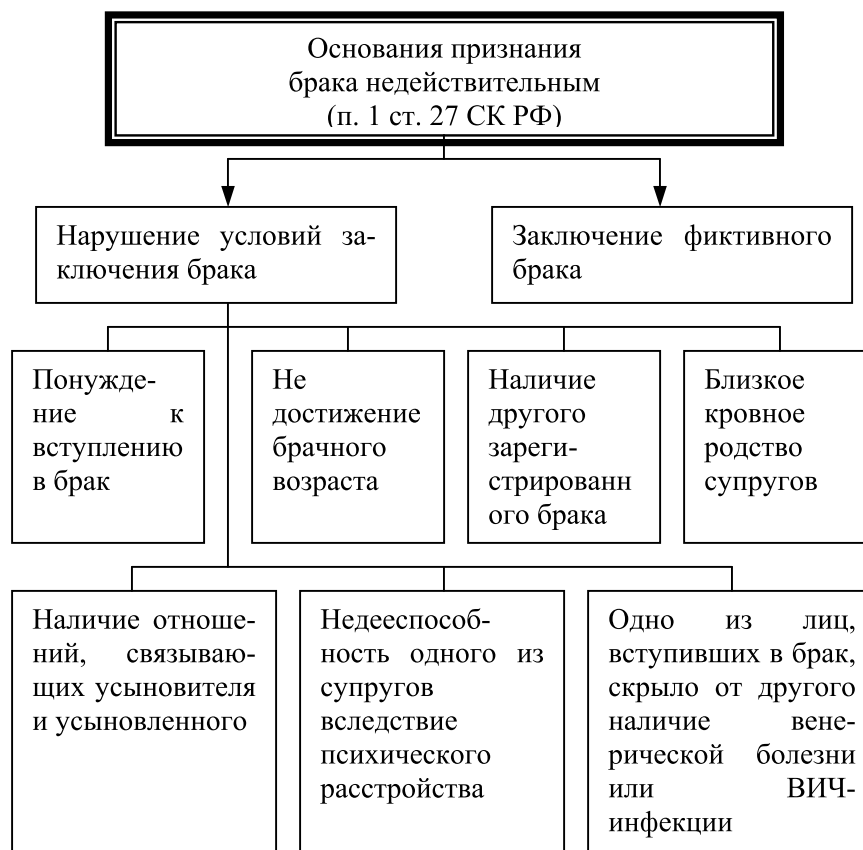 Основания признания
брака недействительным
(п. 1 ст. 27 СК РФ)
Нарушение условий за-
ключения брака
Заключение фиктивного
брака
Понужде-
ние к
вступлению
в брак
Не
достижение
брачного
возраста
Наличие
другого
зареги-
стрированн
ого брака
Близкое
кровное
родство
супругов
Наличие отноше-
ний, связываю-
щих усыновителя
и усыновленного
Недееспособ-
ность одного из
супругов
вследствие
психического
расстройства
Одно из лиц,
вступивших в брак,
скрыло от другого
наличие вене-
рической болезни
или ВИЧ-
инфекции